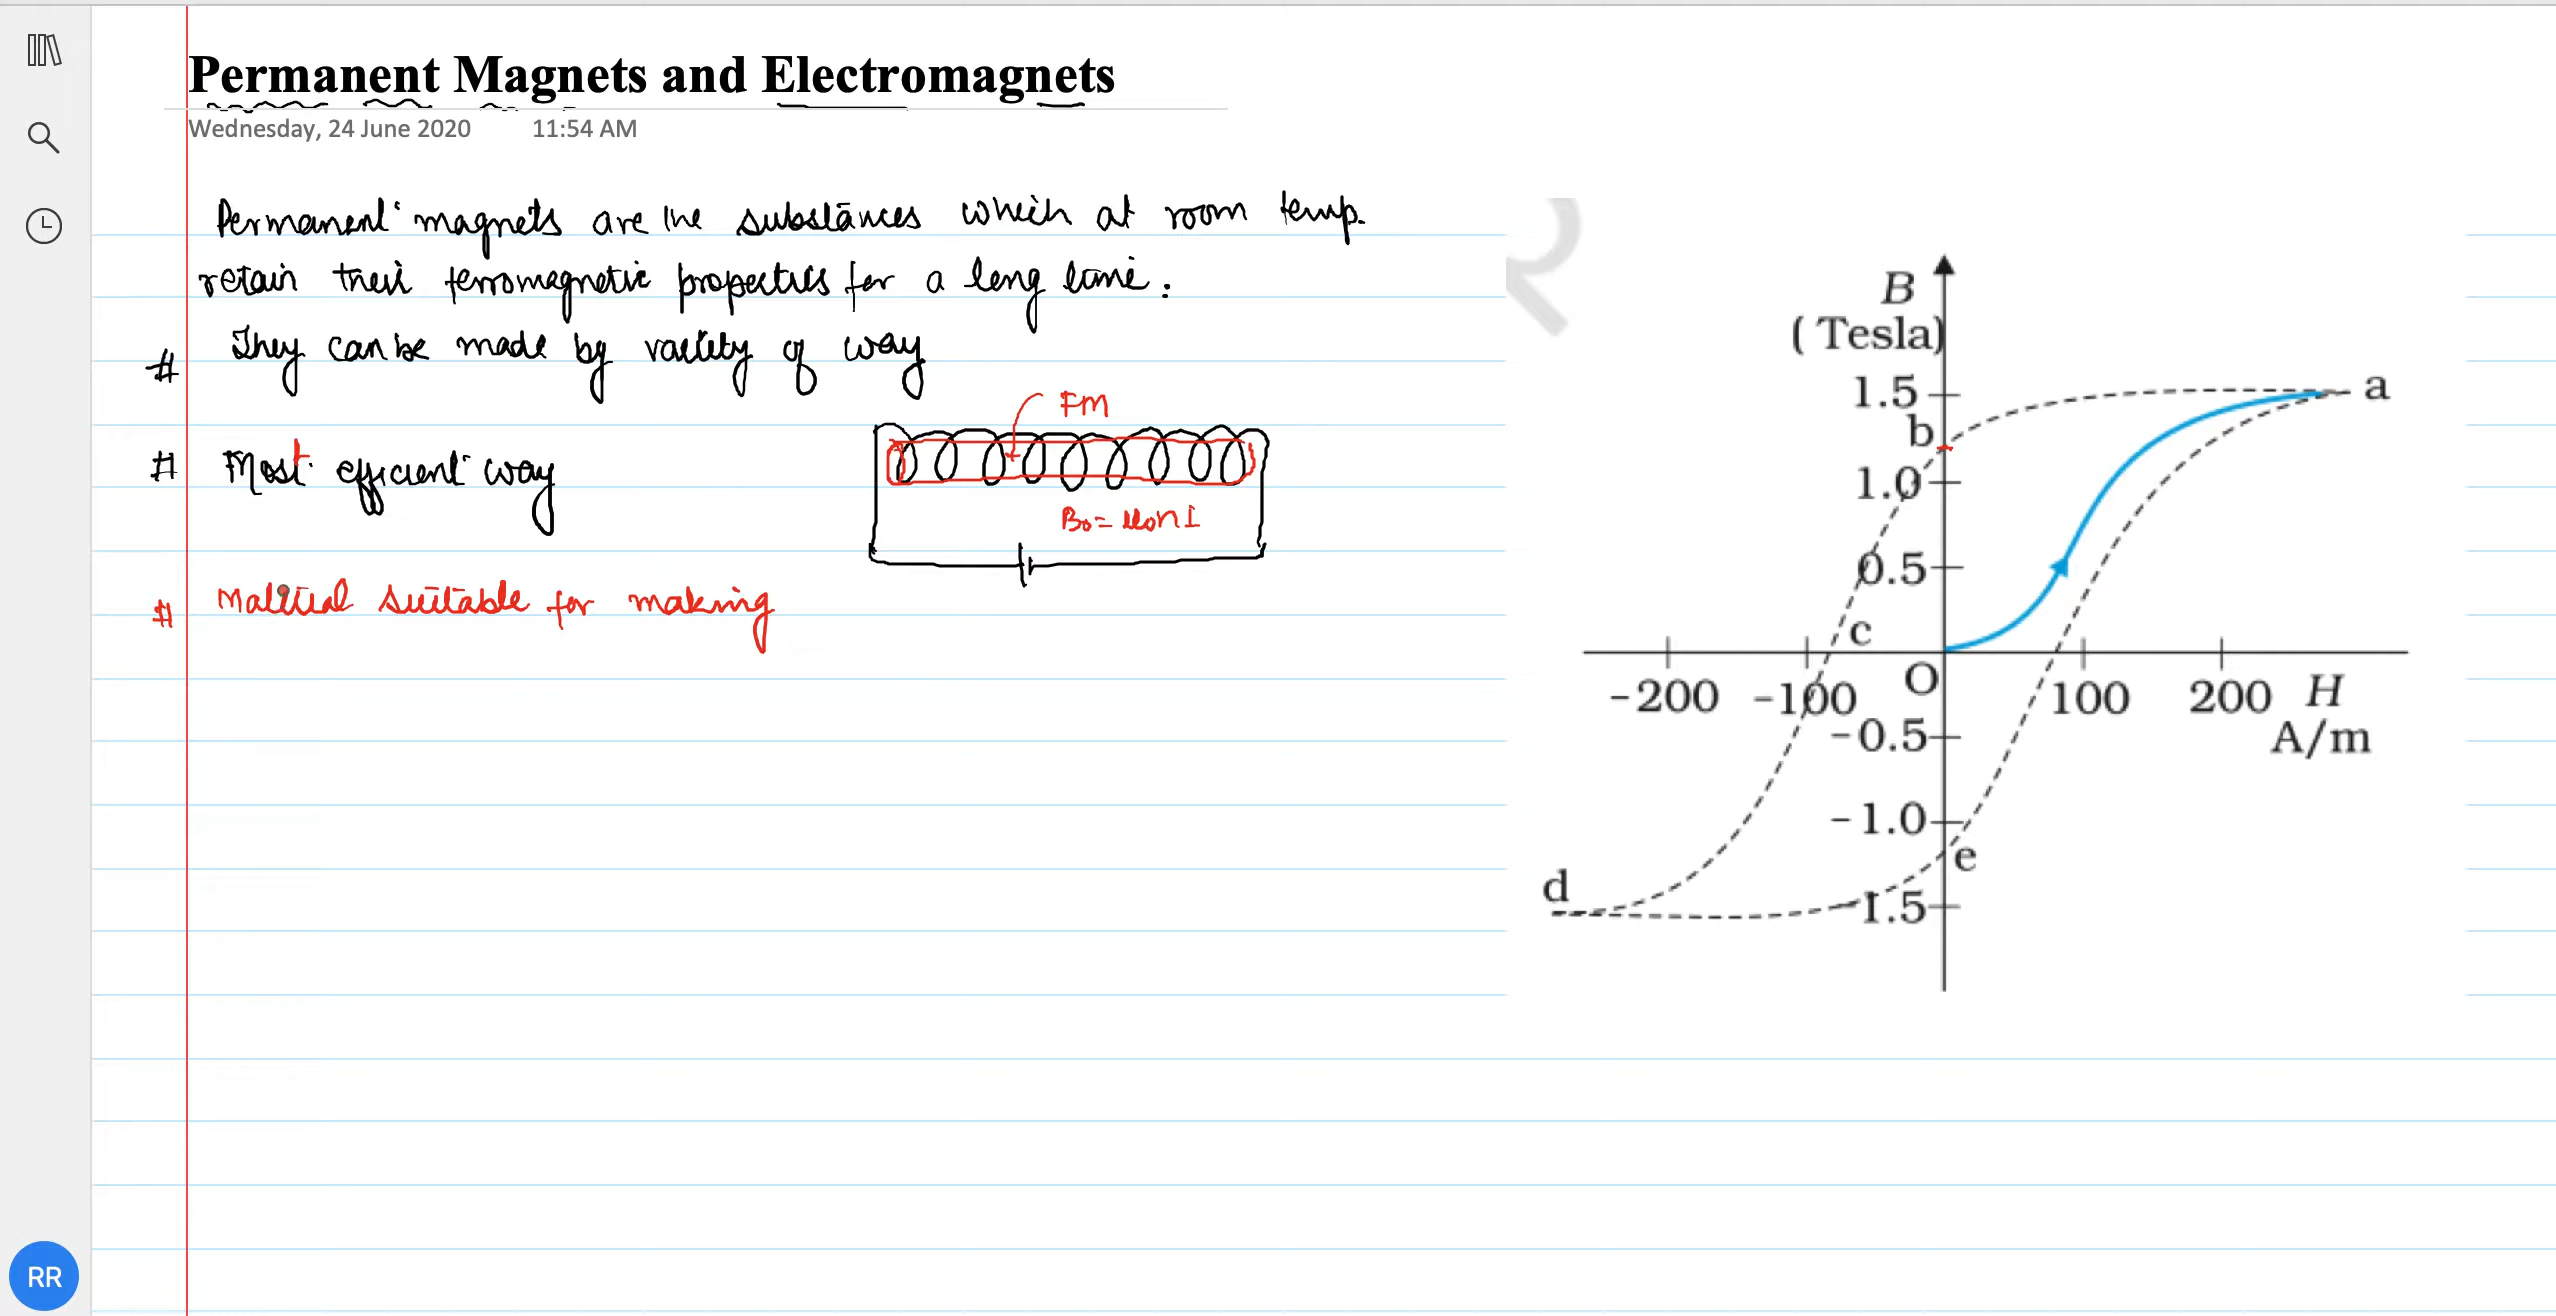 Permanent Magnets and Electromagnets
Wednesday, 24 June 2020 11:54 AM
Permanent magnets are the substances which at room temp.
retain their ferromagnetic properties for a long time.
# They can be made by variety of way
# Most efficient way
FM
B₀ = μ₀nI
# Material suitable for making
B
(Tesla)
1.5
a
b
1.0
0.5
c
-200 -100 O 100 200 H
A/m
-0.5
-1.0
e
d
-1.5
R
RR